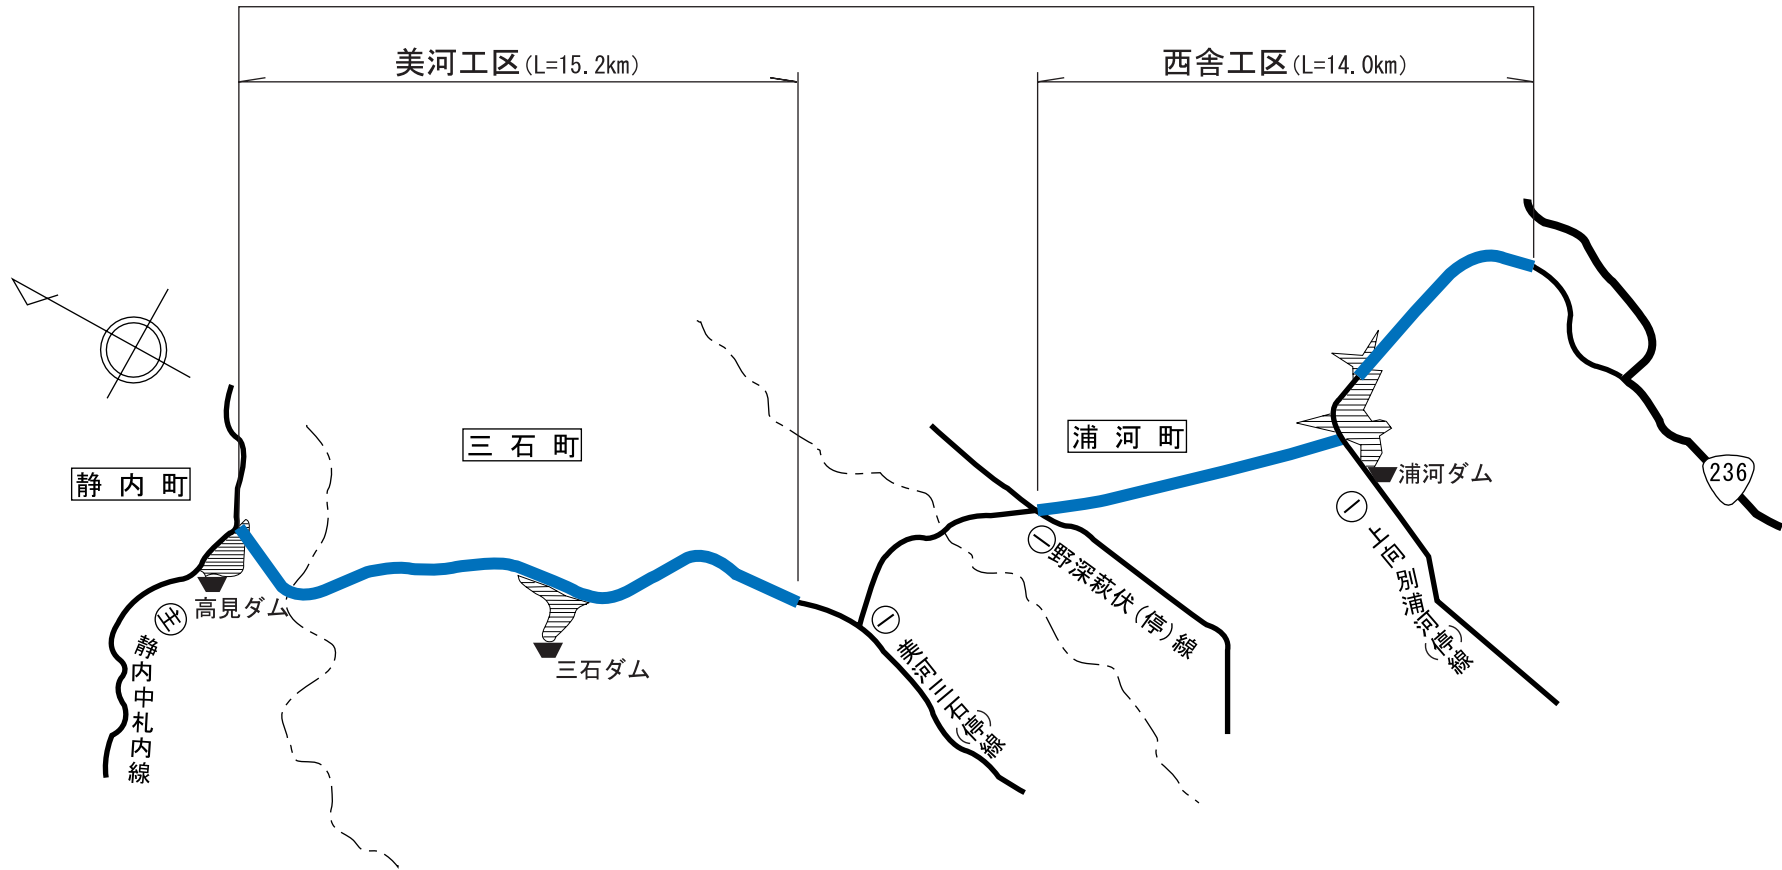 美河工区(L=15.2km)
西舎工区(L=14.0km)
三石町
浦河町
静内町
浦河ダム
236
高見ダム
三石ダム
主
静内中札内線
一
美河三石(停)線
一
野深萩伏(停)線
一
上向別浦河(停)線